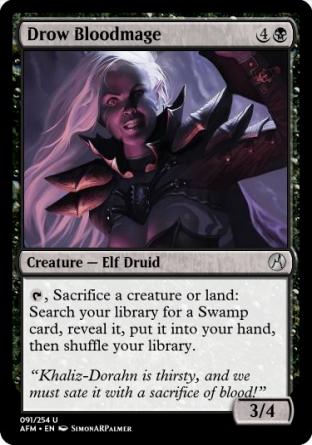 Drow Bloodmage 4
Creature — Elf Druid
, Sacrifice a creature or land:
Search your library for a Swamp
card, reveal it, put it into your hand,
then shuffle your library.
“Khaliz-Dorahn is thirsty, and we
must sate it with a sacrifice of blood!”
3/4
091/254 U
AFM • EN SimonARPalmer